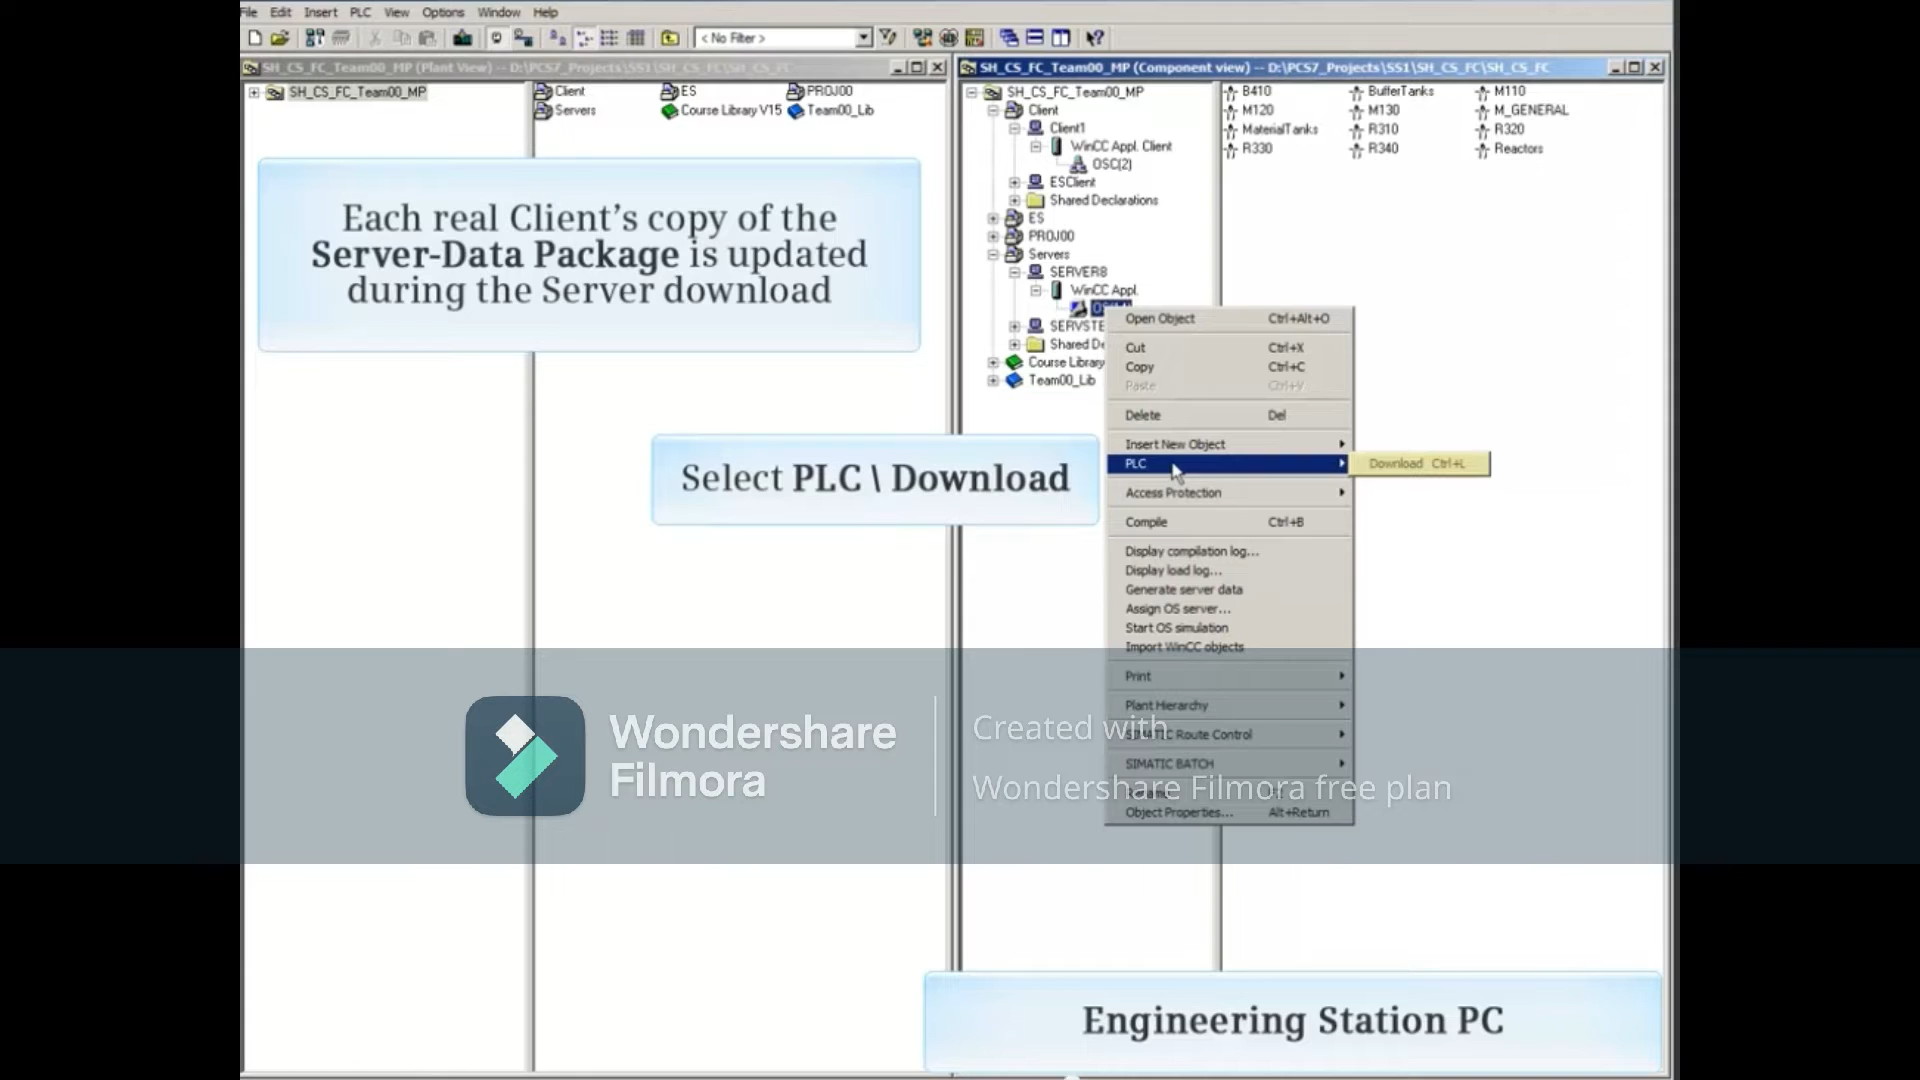 File Edit Insert PLC View Options Window Help
< No Filter >
SH_CS_FC_Team00_MP (Plant View) -- D:\PCS7_Projects\SS1\SH_CS_FC\SH_CS_FC
SH_CS_FC_Team00_MP
Client ES PROJ00
Servers Course Library V15 Team00_Lib
Each real Client's copy of the
Server-Data Package is updated
during the Server download
Select PLC \ Download
SH_CS_FC_Team00_MP (Component view) -- D:\PCS7_Projects\SS1\SH_CS_FC\SH_CS_FC
SH_CS_FC_Team00_MP
Client
Client1
WinCC Appl. Client
OSC(2)
ESClient
Shared Declarations
ES
PROJ00
Servers
SERVER8
WinCC Appl.
SERVSTE
Shared De
Course Library
Team00_Lib
B410 BufferTanks M110
M120 M130 M_GENERAL
MaterialTanks R310 R320
R330 R340 Reactors
Open Object Ctrl+Alt+O
Cut Ctrl+X
Copy Ctrl+C
Paste Ctrl+V
Delete Del
Insert New Object
PLC
Download Ctrl+L
Access Protection
Compile Ctrl+B
Display compilation log...
Display load log...
Generate server data
Assign OS server...
Start OS simulation
Import WinCC objects
Print
Plant Hierarchy
SIMATIC Route Control
SIMATIC BATCH
Object Properties... Alt+Return
Wondershare
Filmora
Created with
Wondershare Filmora free plan
Engineering Station PC